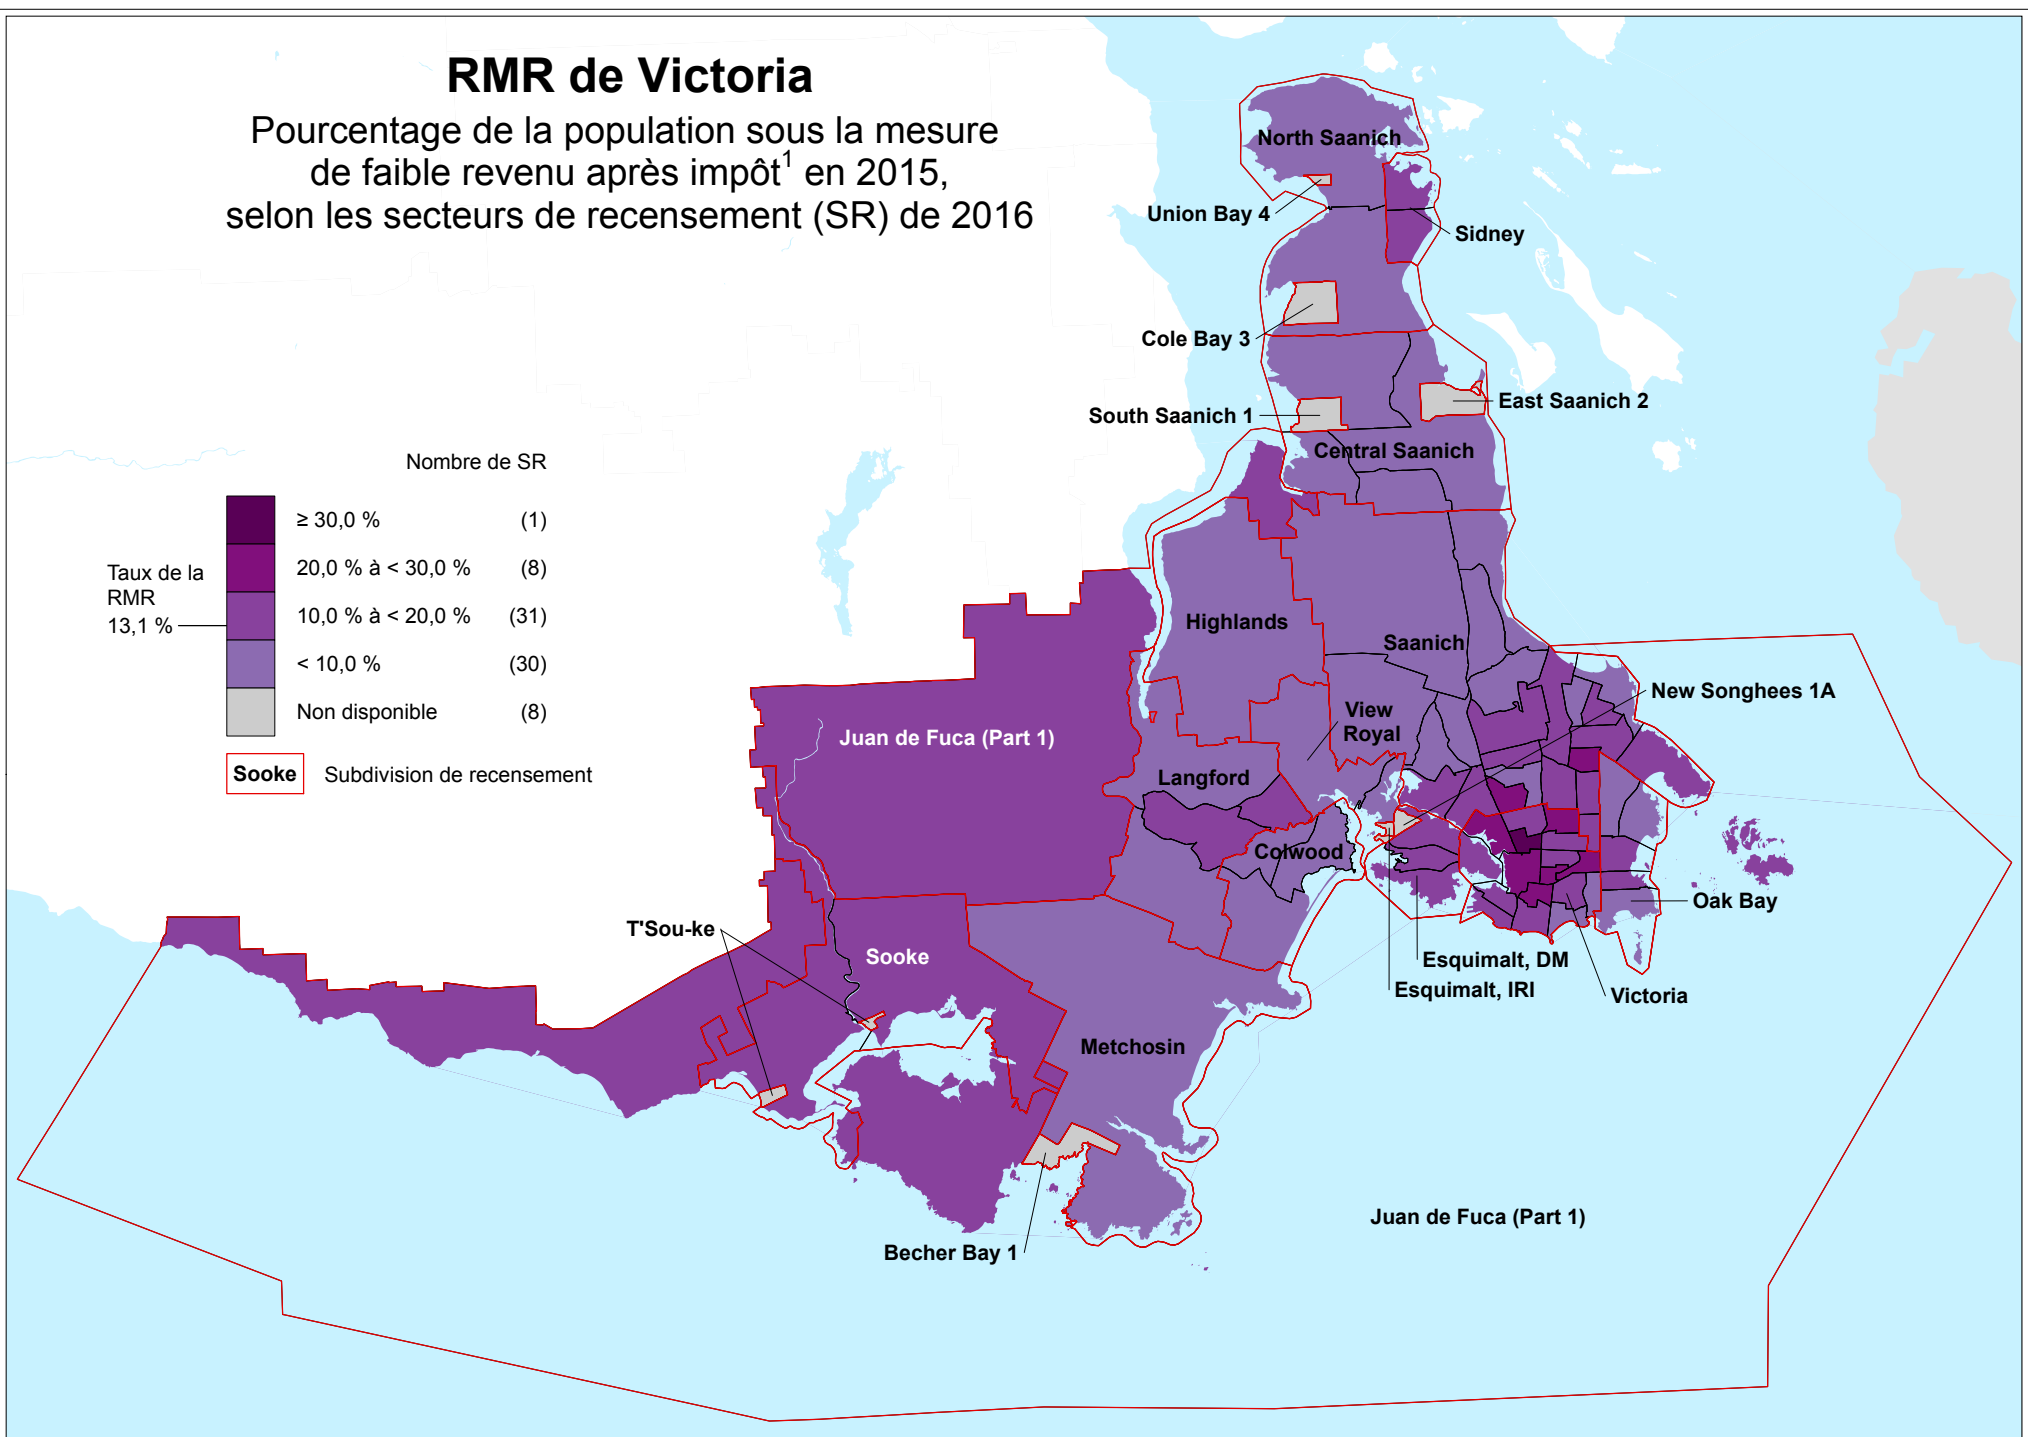 RMR de Victoria
Pourcentage de la population sous la mesure
de faible revenu après impôt1 en 2015,
selon les secteurs de recensement (SR) de 2016
North Saanich
Union Bay 4
Sidney
Cole Bay 3
South Saanich 1
East Saanich 2
Central Saanich
Nombre de SR
≥ 30,0 % (1)
20,0 % à < 30,0 % (8)
10,0 % à < 20,0 % (31)
< 10,0 % (30)
Non disponible (8)
Taux de la
RMR
13,1 %
Sooke Subdivision de recensement
Highlands
Saanich
New Songhees 1A
View
Royal
Juan de Fuca (Part 1)
Langford
Colwood
Oak Bay
T'Sou-ke
Sooke
Esquimalt, DM
Esquimalt, IRI
Victoria
Metchosin
Juan de Fuca (Part 1)
Becher Bay 1